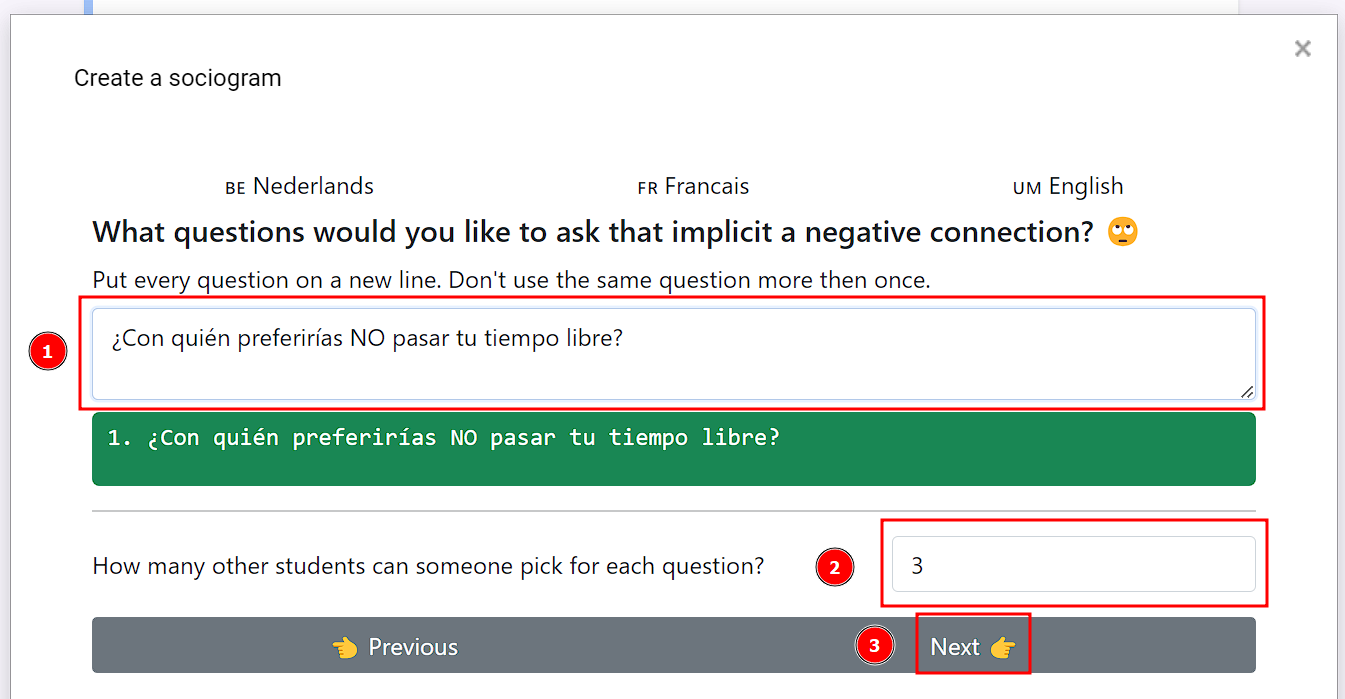 Create a sociogram
×
BE Nederlands FR Francais UM English
What questions would you like to ask that implicit a negative connection? 🙄
Put every question on a new line. Don't use the same question more then once.
1
¿Con quién preferirías NO pasar tu tiempo libre?
1. ¿Con quién preferirías NO pasar tu tiempo libre?
How many other students can someone pick for each question? 2 3
👈 Previous 3 Next 👉